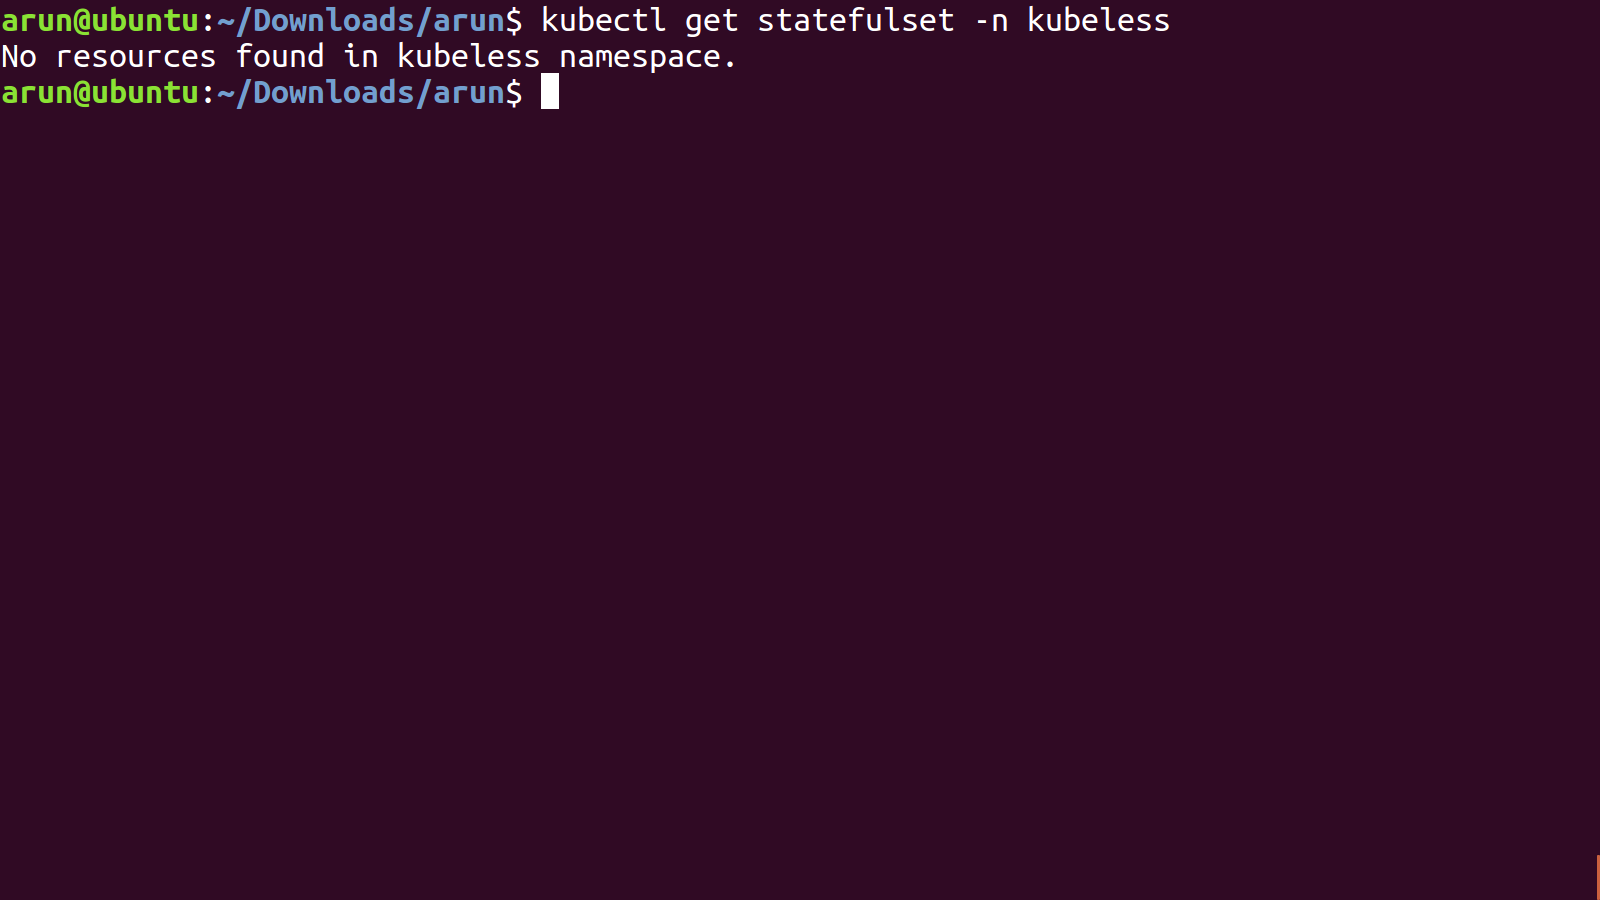 arun@ubuntu:~/Downloads/arun$ kubectl get statefulset -n kubeless
No resources found in kubeless namespace.
arun@ubuntu:~/Downloads/arun$